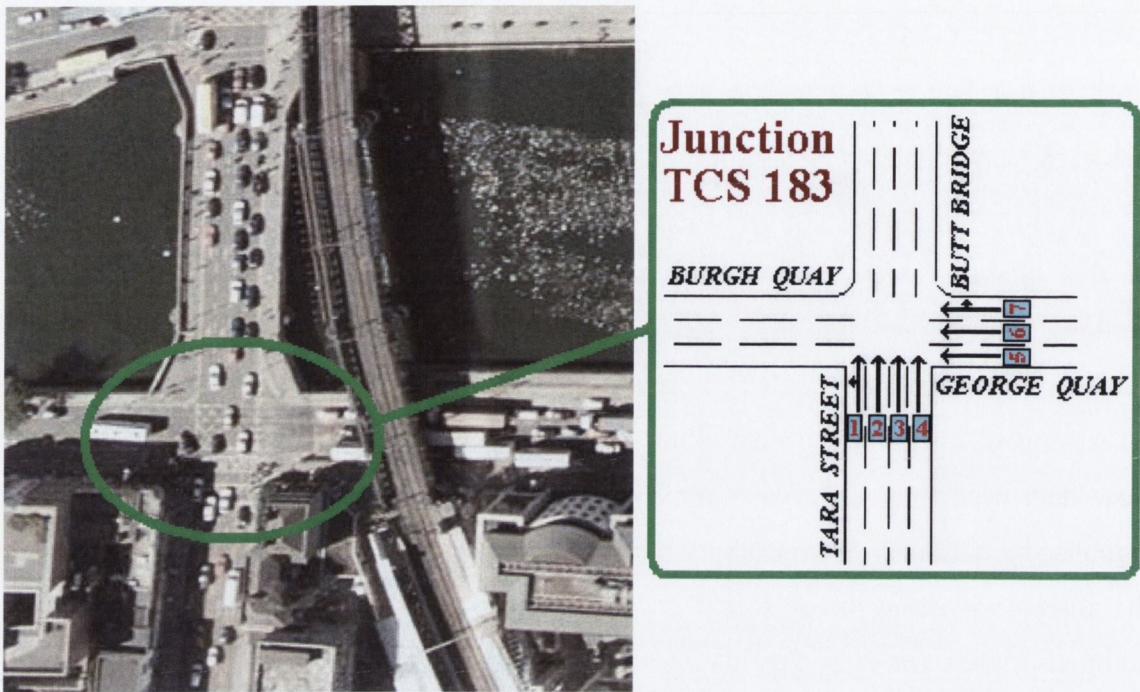 Junction
TCS 183
BUTT BRIDGE
BURGH QUAY
7
6
5
GEORGE QUAY
TARA STREET
1
2
3
4